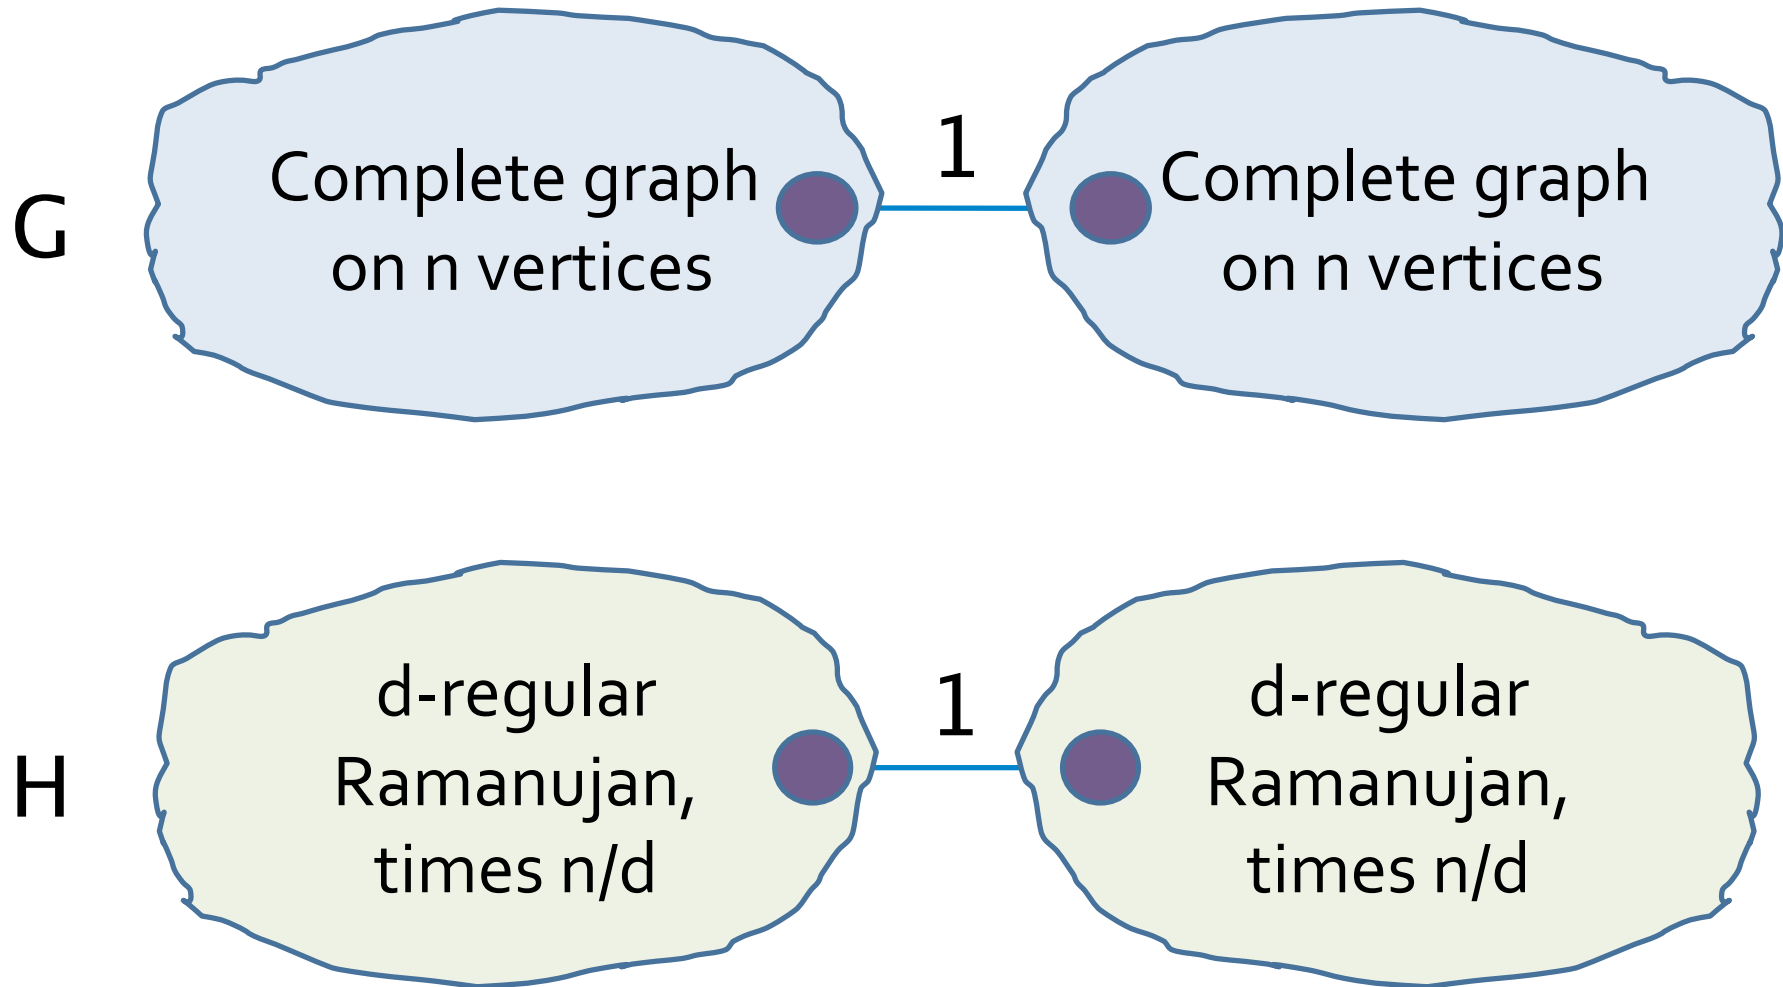 G
Complete graph
on n vertices
1
Complete graph
on n vertices
H
d-regular
Ramanujan,
times n/d
1
d-regular
Ramanujan,
times n/d